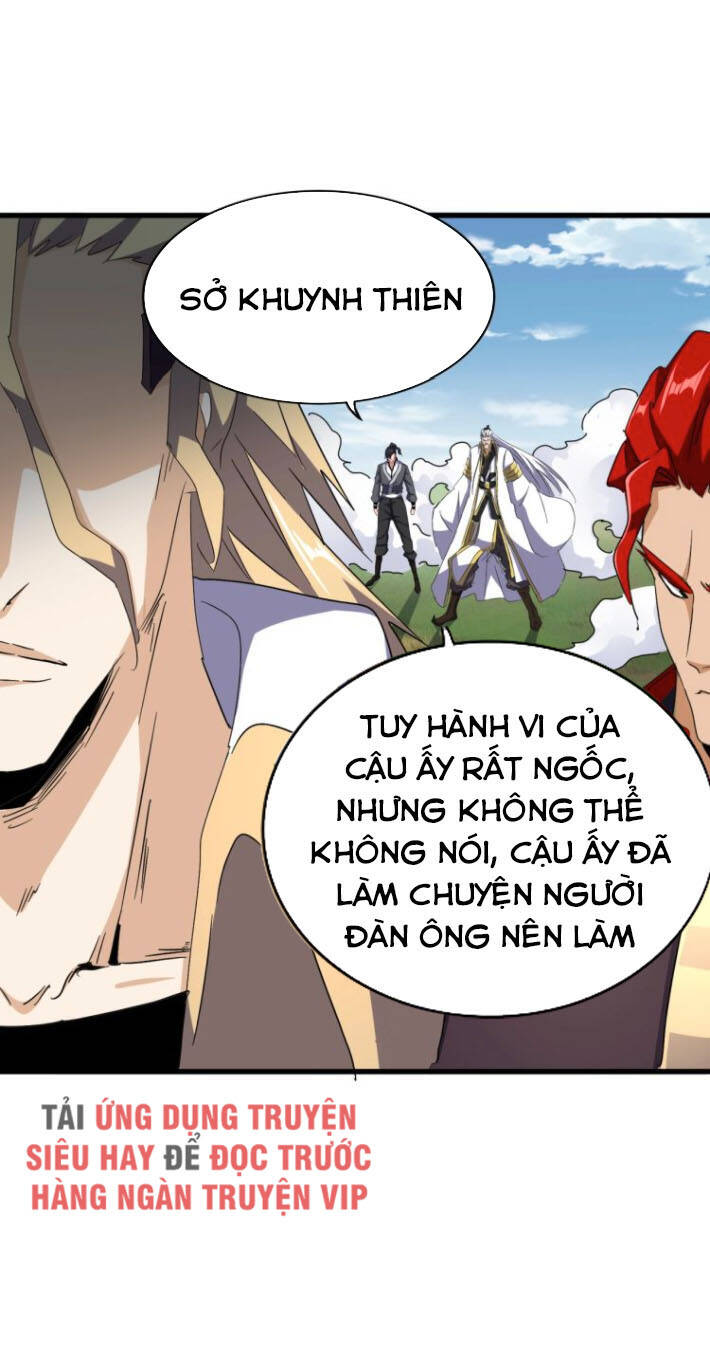 SỞ KHUYNH THIÊN
TUY HÀNH VI CỦA
CẬU ẤY RẤT NGỐC,
NHƯNG KHÔNG THỂ
KHÔNG NÓI, CẬU ẤY ĐÃ
LÀM CHUYỆN NGƯỜI
ĐÀN ÔNG NÊN LÀM
TẢI ỨNG DỤNG TRUYỆN
SIÊU HAY ĐỂ ĐỌC TRƯỚC
HÀNG NGÀN TRUYỆN VIP